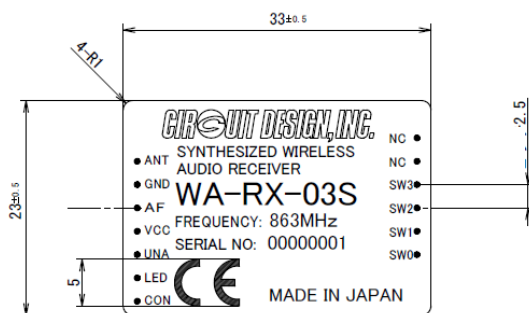 33±0.5
4-R1
CIRCUIT DESIGN, INC.
SYNTHESIZED WIRELESS
AUDIO RECEIVER
WA-RX-03S
FREQUENCY: 863MHz
SERIAL NO: 00000001
CE
MADE IN JAPAN
ANT
GND
AF
VCC
UNA
LED
CON
NC
NC
SW3
SW2
SW1
SW0
23±0.5
5
2.5